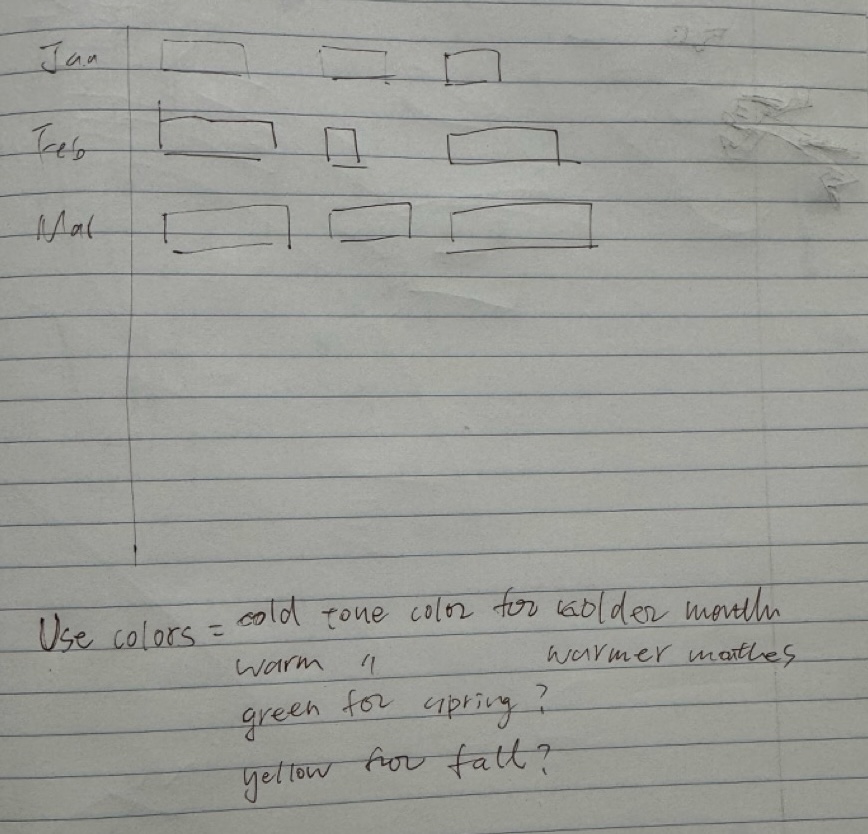 Jan
Feb
Mar
Use colors = cold tone color for colder month
warm " warmer monthes
green for spring?
yellow for fall?